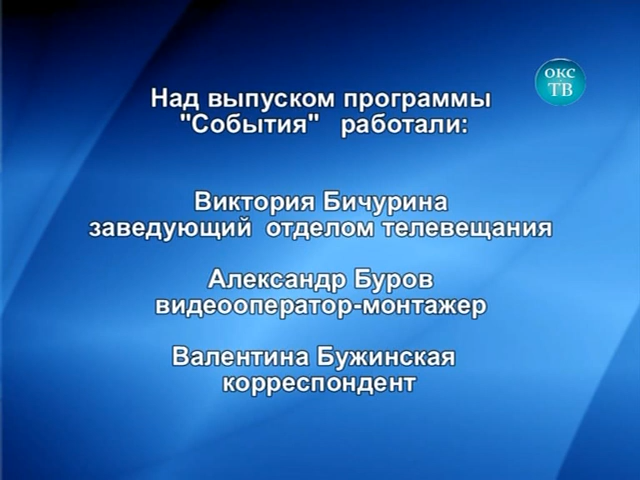 ОКС
ТВ
Над выпуском программы
"События" работали:
Виктория Бичурина
заведующий отделом телевещания
Александр Буров
видеооператор-монтажер
Валентина Бужинская
корреспондент